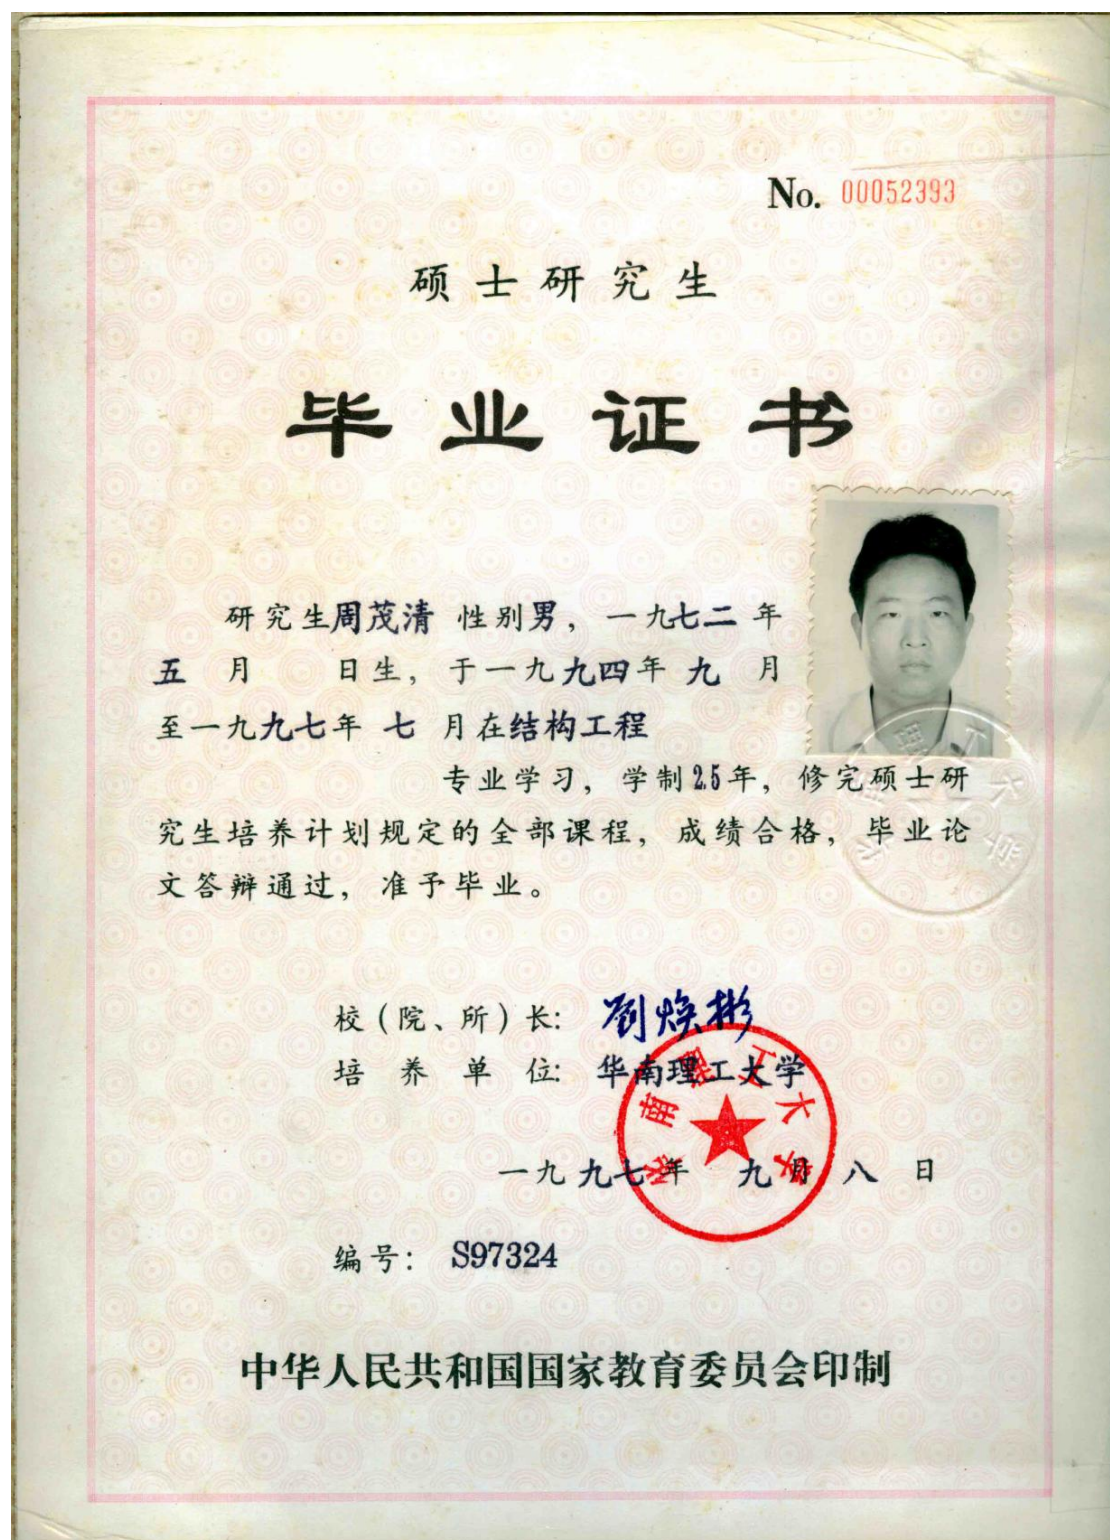 No. 00052393
硕士研究生
毕业证书
研究生周茂清 性别男，一九七二年
五 月 日生，于一九九四年 九 月
至一九九七年 七 月在结构工程
专业学习，学制2.5年，修完硕士研
究生培养计划规定的全部课程，成绩合格，毕业论
文答辩通过，准予毕业。
校（院、所）长： 劉焕彬
培养单位： 华南理工大学
华南理工大学
一九九七年 九月八 日
编号： S97324
中华人民共和国国家教育委员会印制